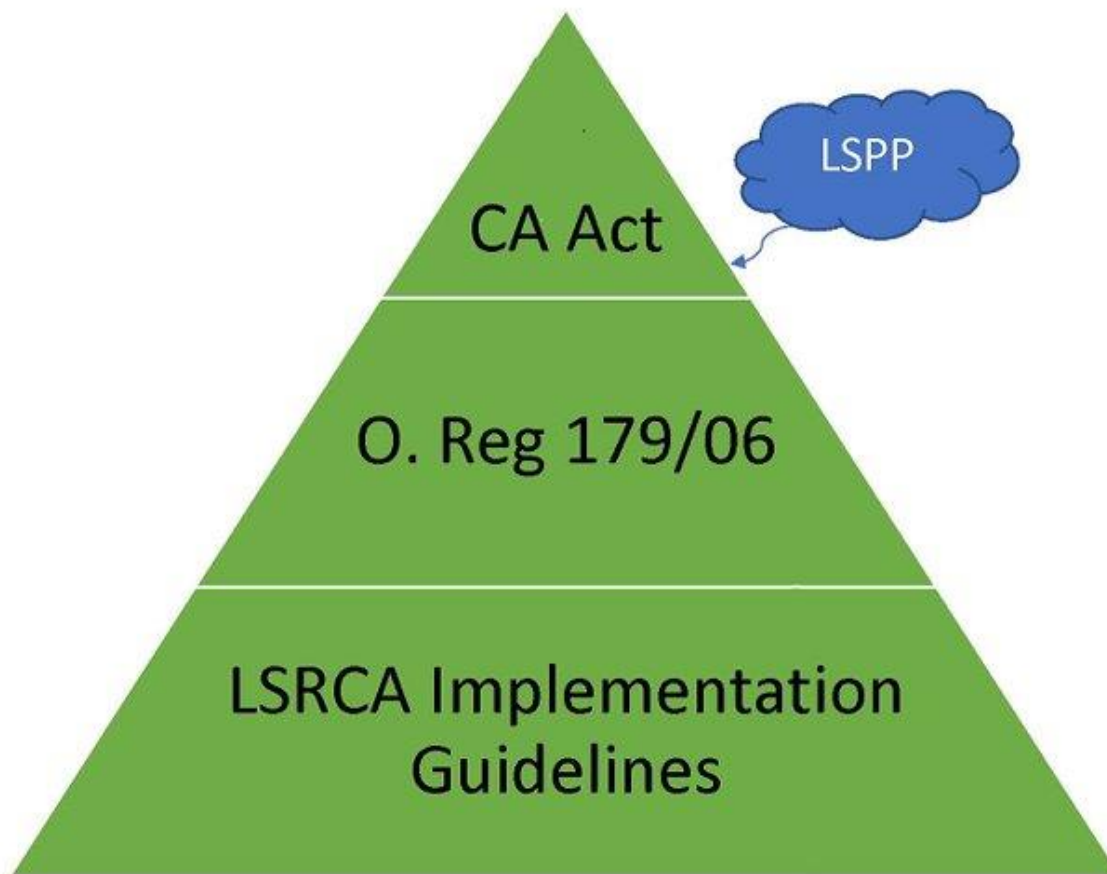 LSPP
CA Act
O. Reg 179/06
LSRCA Implementation
Guidelines